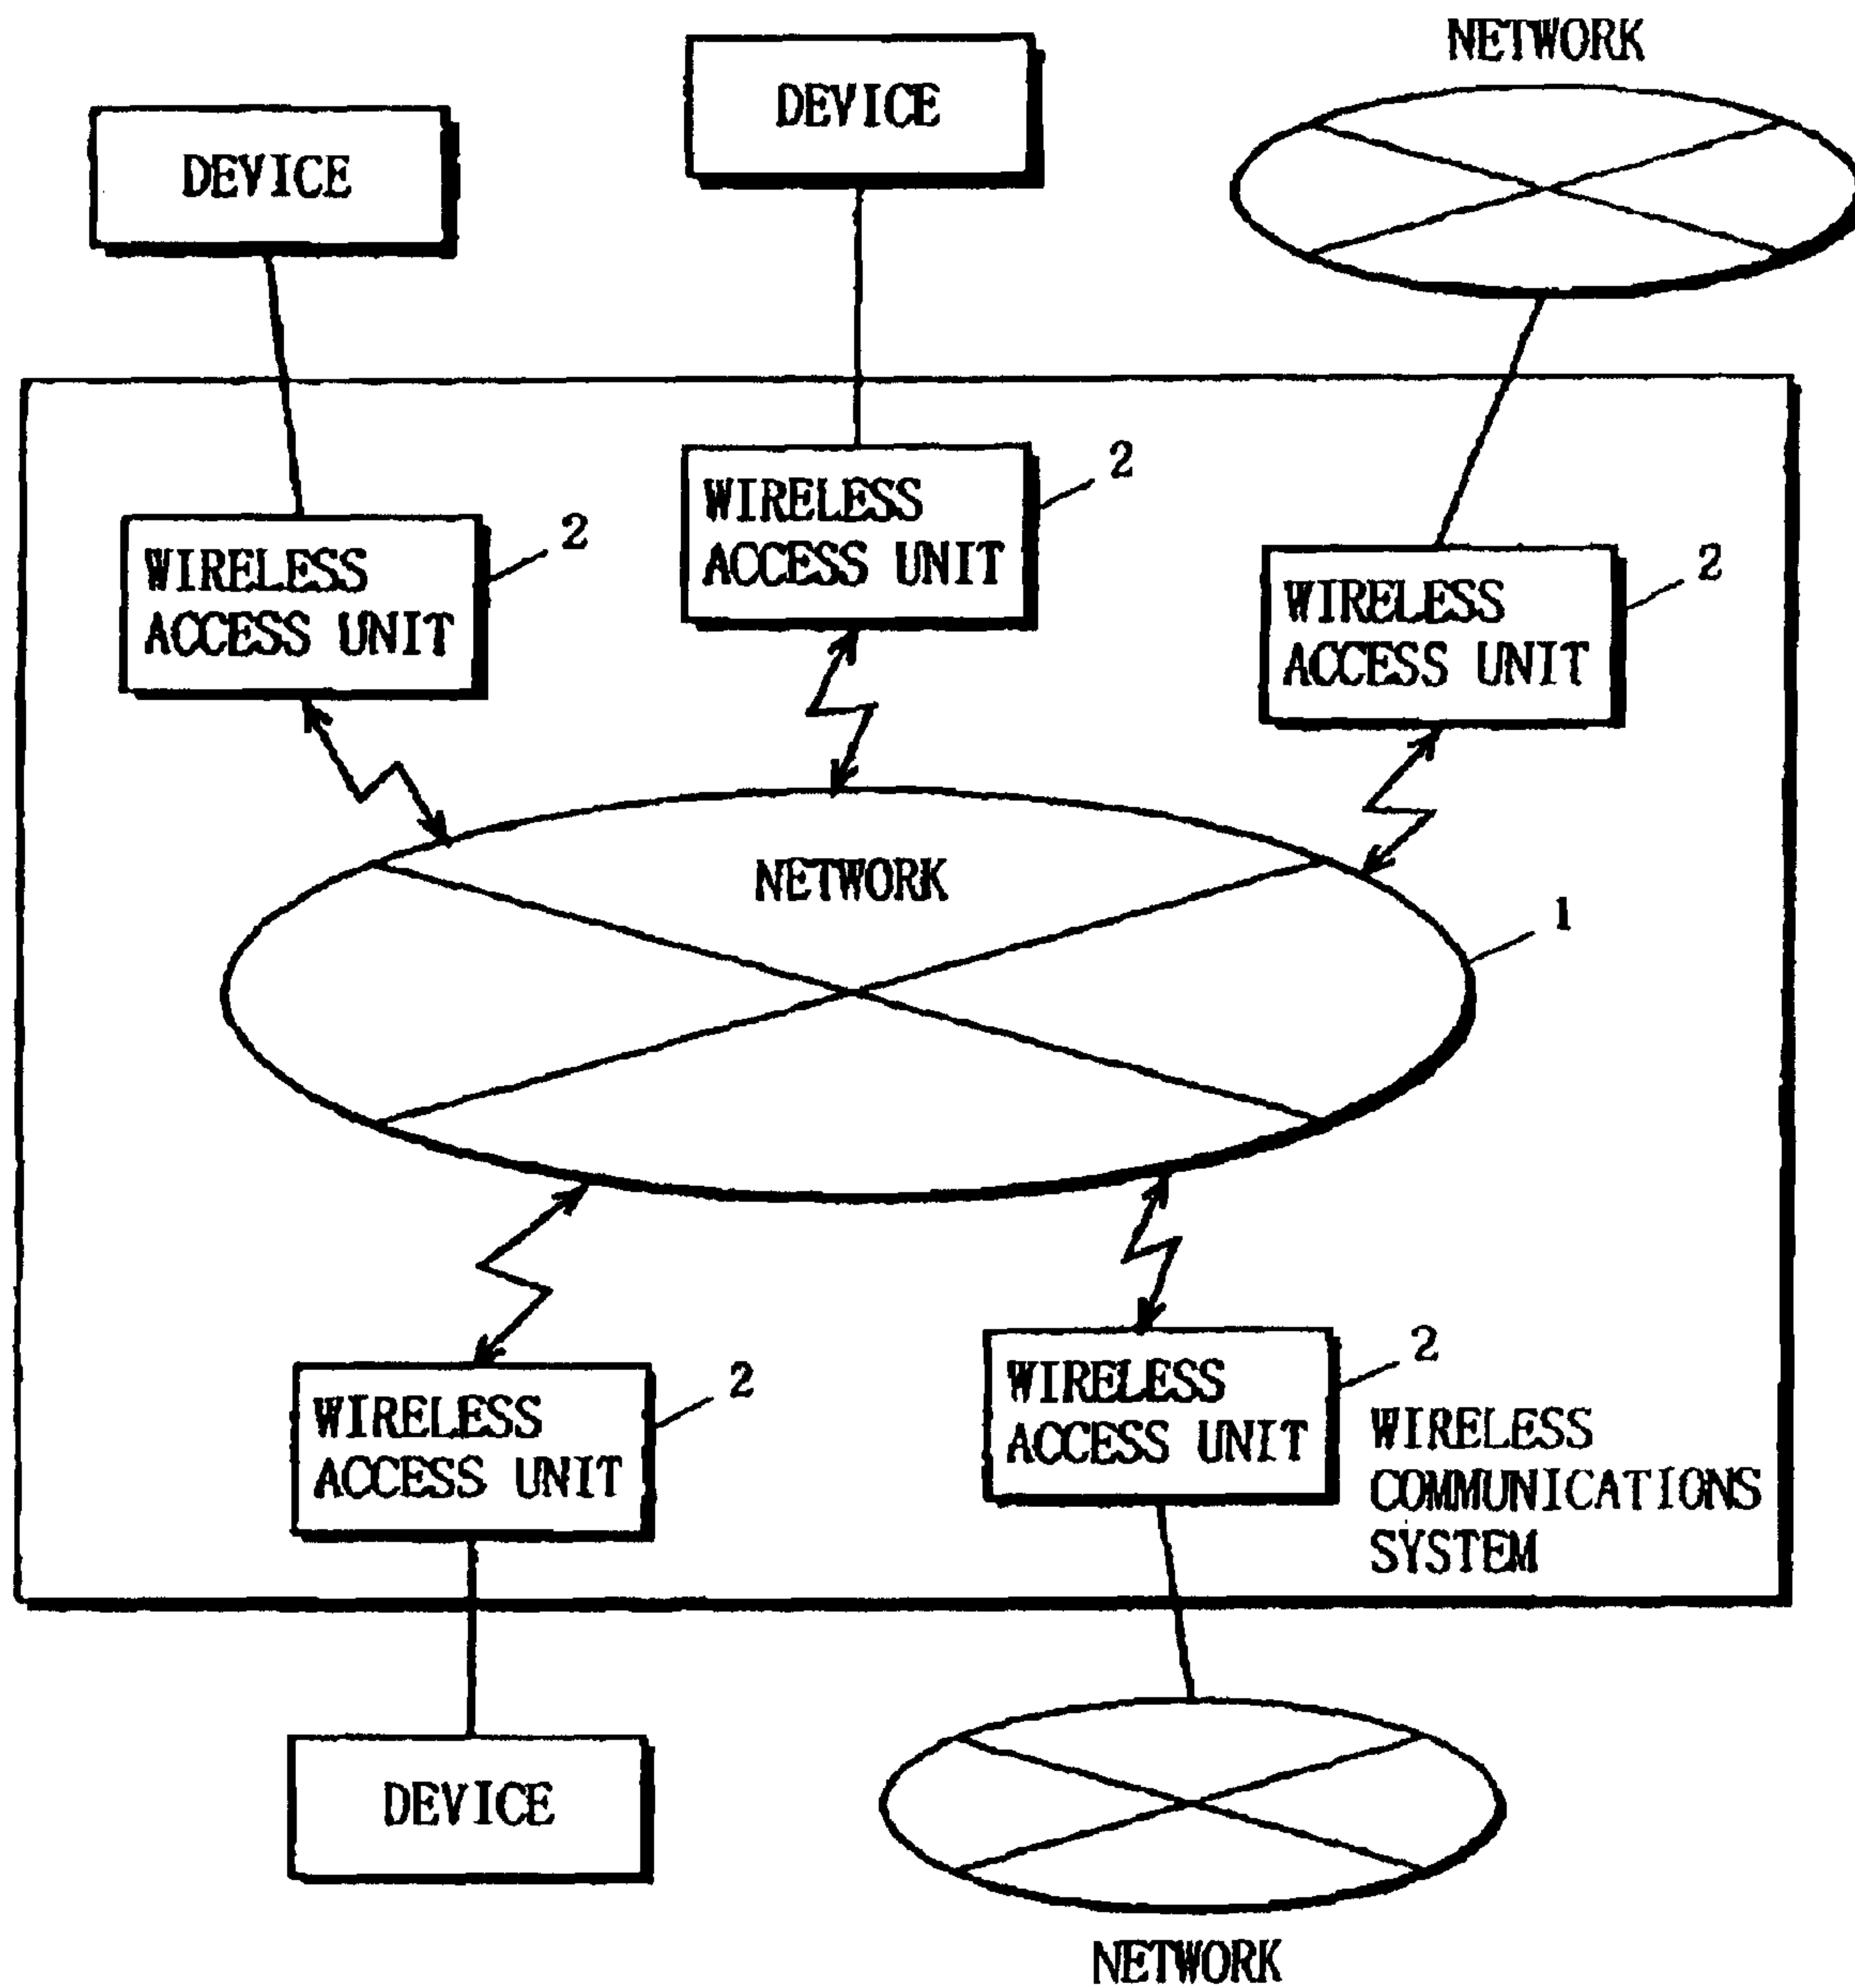 NETWORK
DEVICE
DEVICE
2
WIRELESS
ACCESS UNIT
2
WIRELESS
ACCESS UNIT
2
WIRELESS
ACCESS UNIT
NETWORK
1
2
WIRELESS
ACCESS UNIT
2
WIRELESS
ACCESS UNIT
WIRELESS
COMMUNICATIONS
SYSTEM
DEVICE
NETWORK